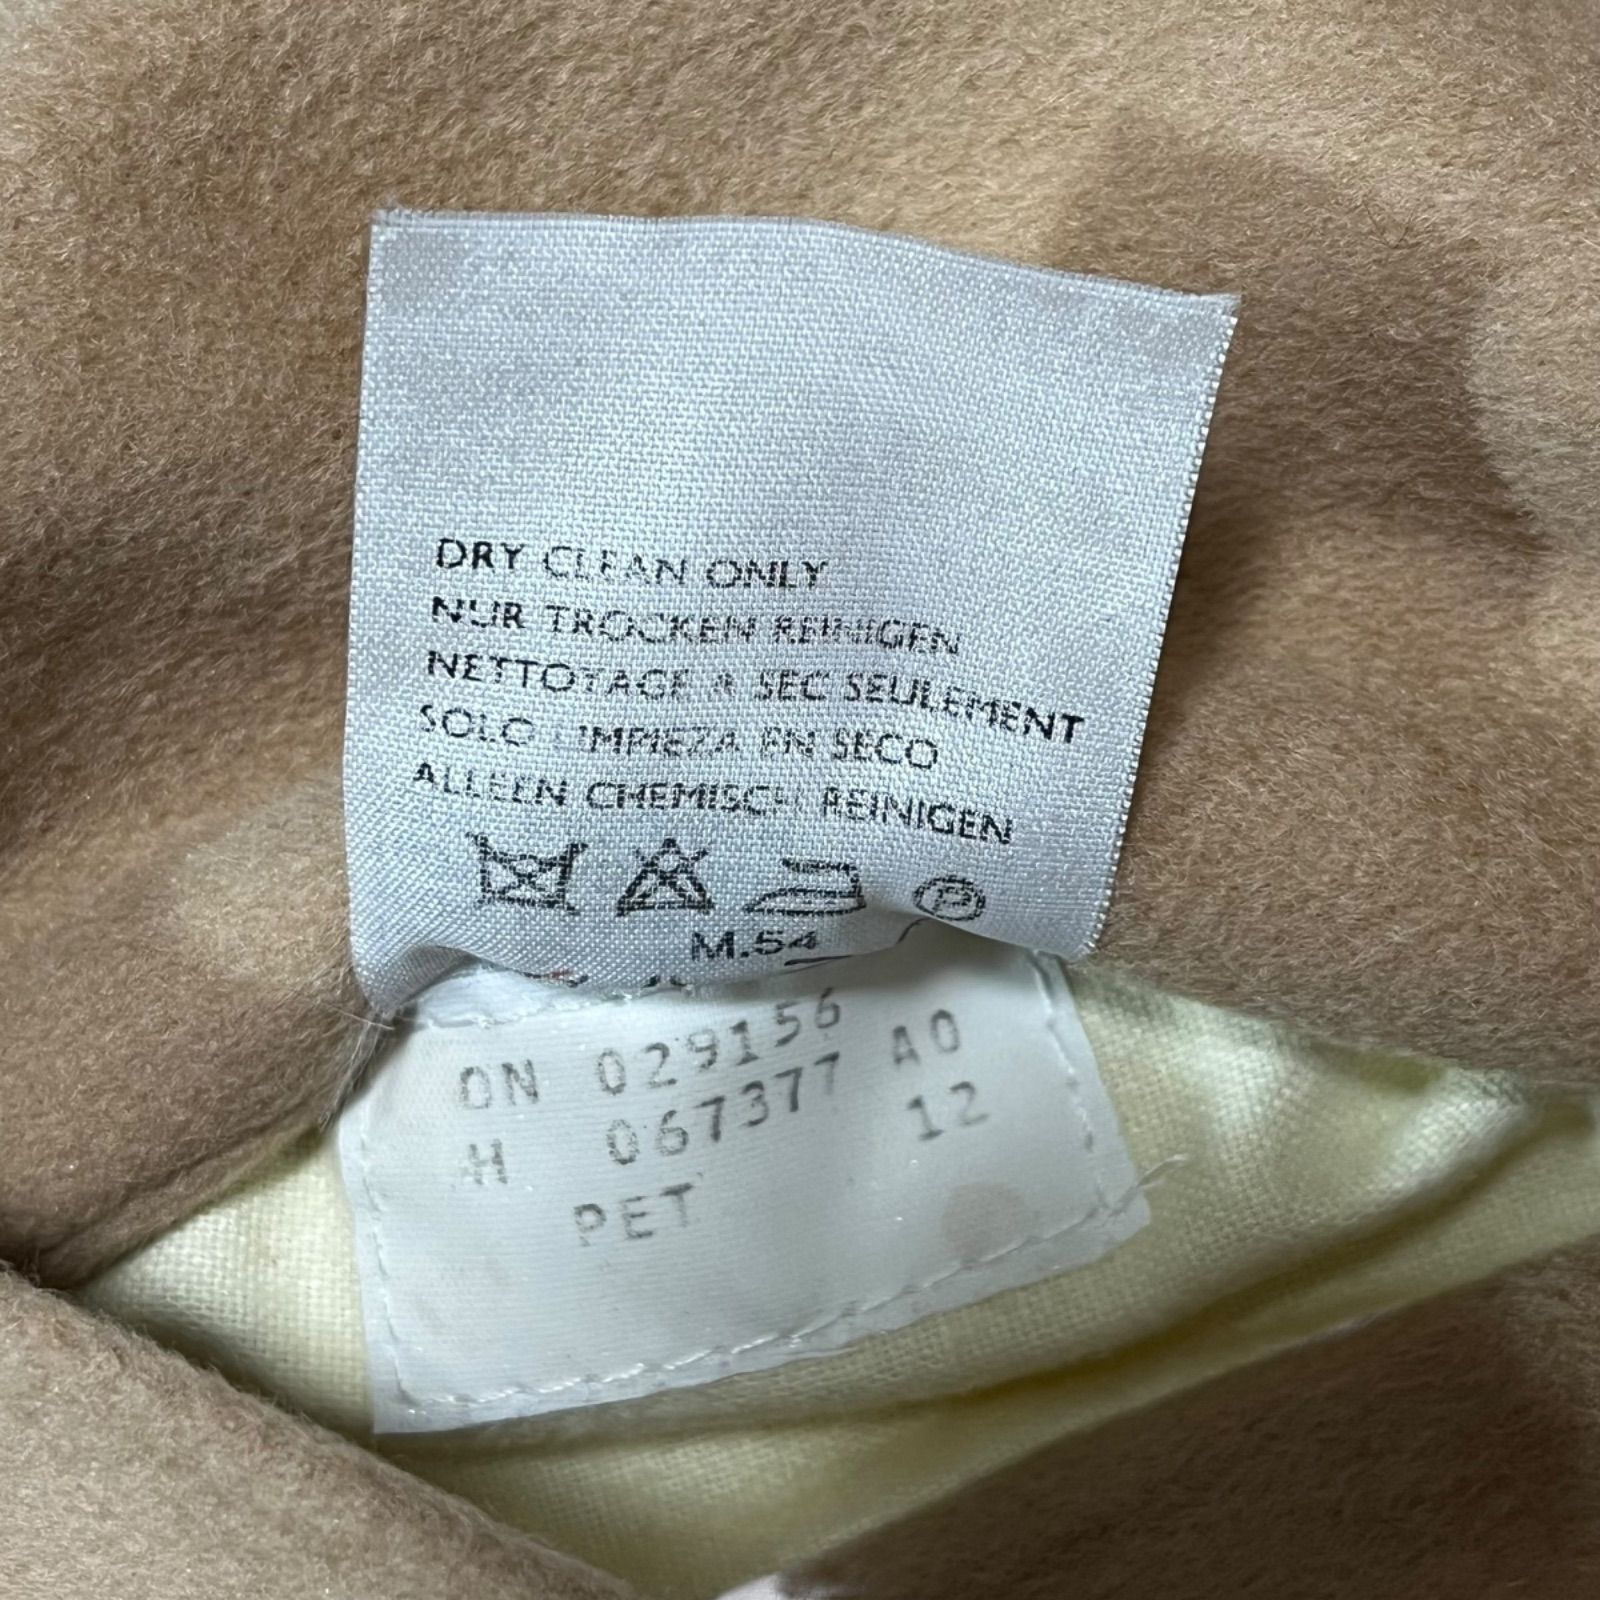 DRY CLEAN ONLY
NUR TROCKEN REINIGEN
NETTOYAGE A SEC SEULEMENT
SOLO LIMPIEZA EN SECO
ALLEEN CHEMISCH REINIGEN
P
M.54
ON 029156 A0
H 067377 12
PET